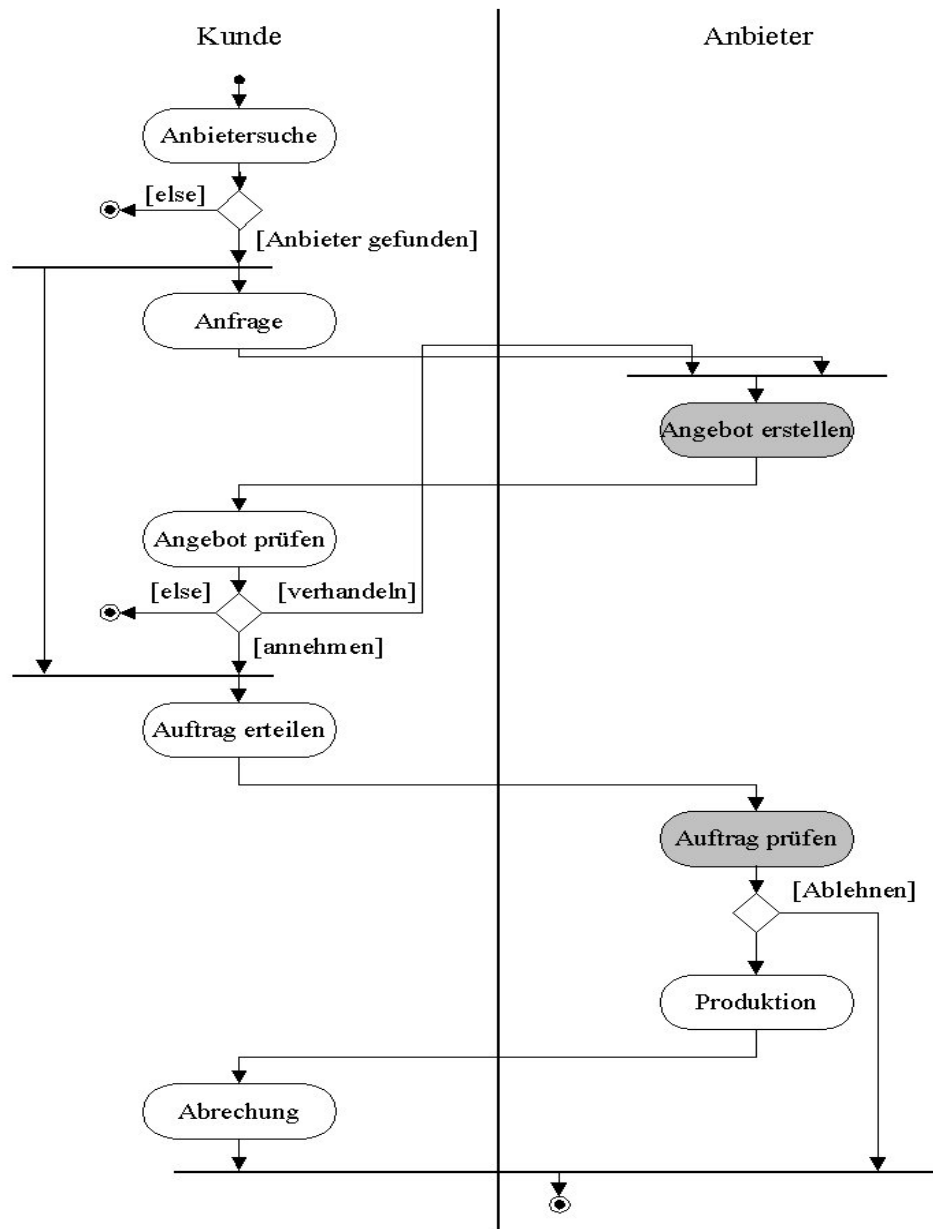 Kunde
Anbieter
Anbietersuche
[else]
[Anbieter gefunden]
Anfrage
Angebot erstellen
Angebot prüfen
[else]
[verhandeln]
[annehmen]
Auftrag erteilen
Auftrag prüfen
[Ablehnen]
Produktion
Abrechung